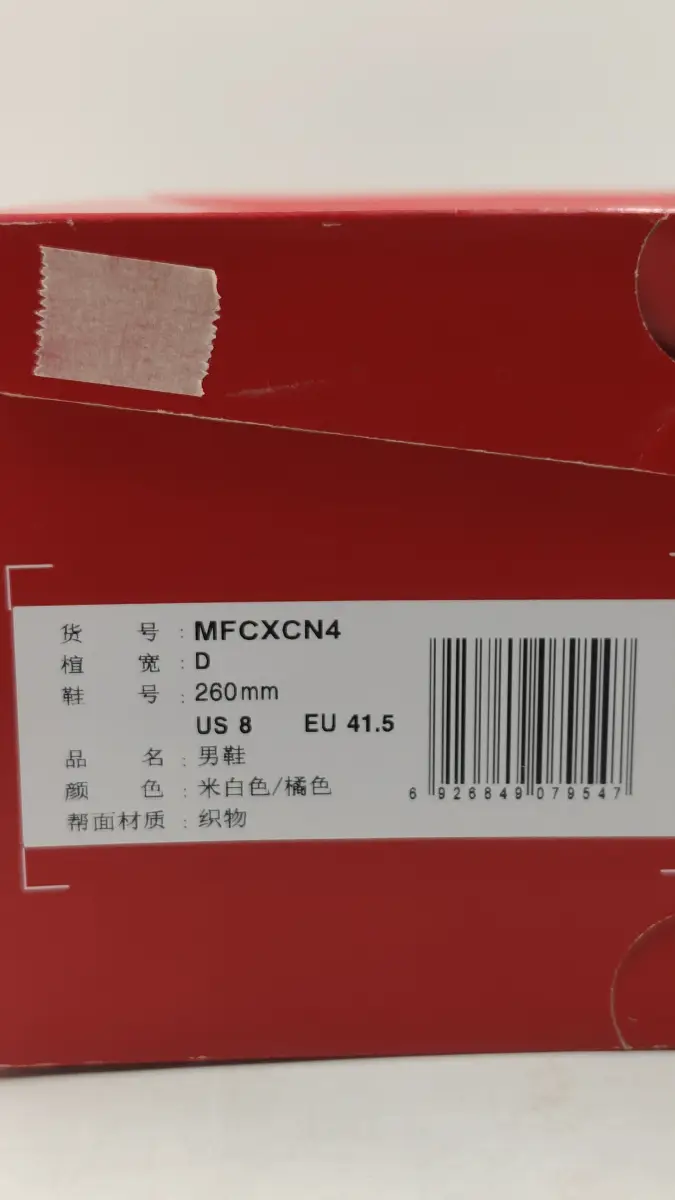 货 号 : MFCXCN4
楦 宽 : D
鞋 号 : 260mm
US 8 EU 41.5
品 名 : 男鞋
颜 色 : 米白色/橘色
帮面材质 : 织物
6 926849 079547